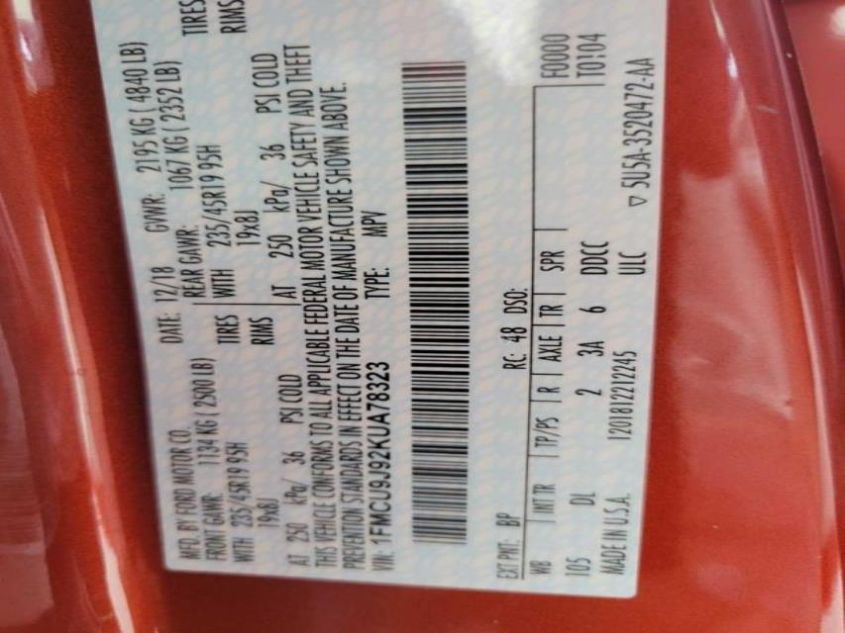 MFD. BY FORD MOTOR CO. DATE: 12/18 GVWR: 2195 KG ( 4840 LB)
FRONT GAWR: 1134 KG ( 2500 LB) REAR GAWR: 1067 KG ( 2352 LB)
WITH 235/45R19 95H TIRES WITH 235/45R19 95H TIRES
19x8J RIMS 19x8J RIMS
AT 250 kPa/ 36 PSI COLD AT 250 kPa/ 36 PSI COLD
THIS VEHICLE CONFORMS TO ALL APPLICABLE FEDERAL MOTOR VEHICLE SAFETY AND THEFT
PREVENTION STANDARDS IN EFFECT ON THE DATE OF MANUFACTURE SHOWN ABOVE.
VIN: 1FMCU9J92KUA78323 TYPE: MPV
EXT PNT: BP RC: 48 DSO: F0000
WB INT TR TP/PS R AXLE TR SPR T0104
105 DL 2 3A 6 DDCC
MADE IN U.S.A. 1201812212245 ULC ▽ 5U5A-3520472-AA